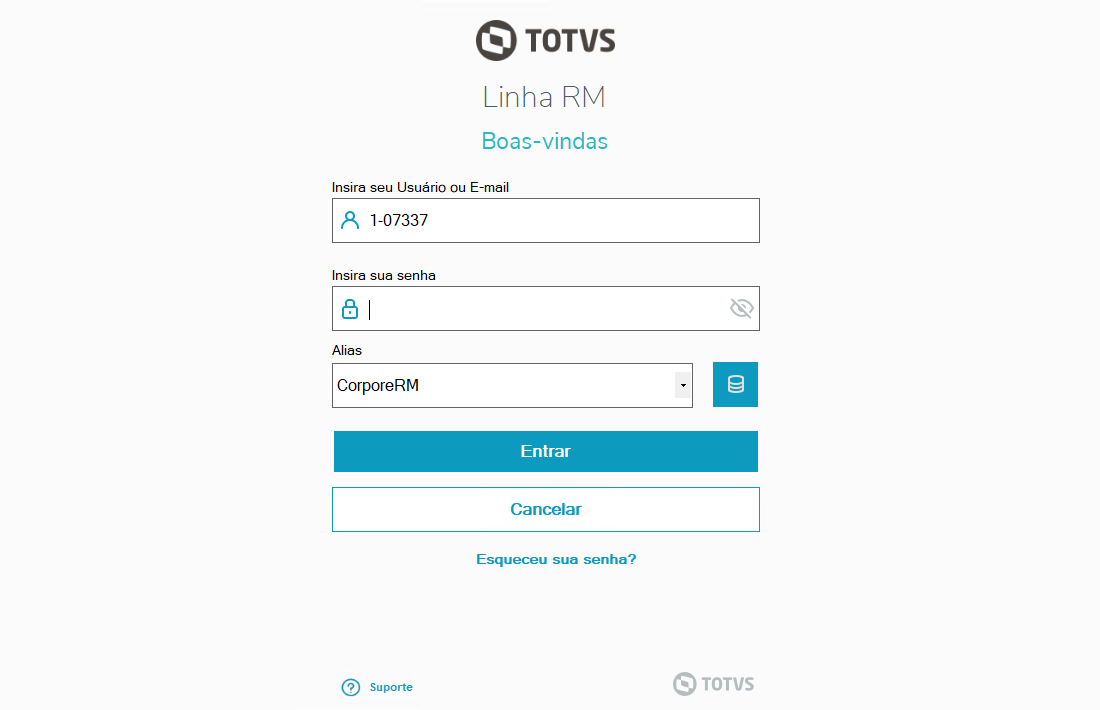 TOTVS
Linha RM
Boas-vindas
Insira seu Usuário ou E-mail
1-07337
Insira sua senha
Alias
CorporeRM
Entrar
Cancelar
Esqueceu sua senha?
Suporte
TOTVS